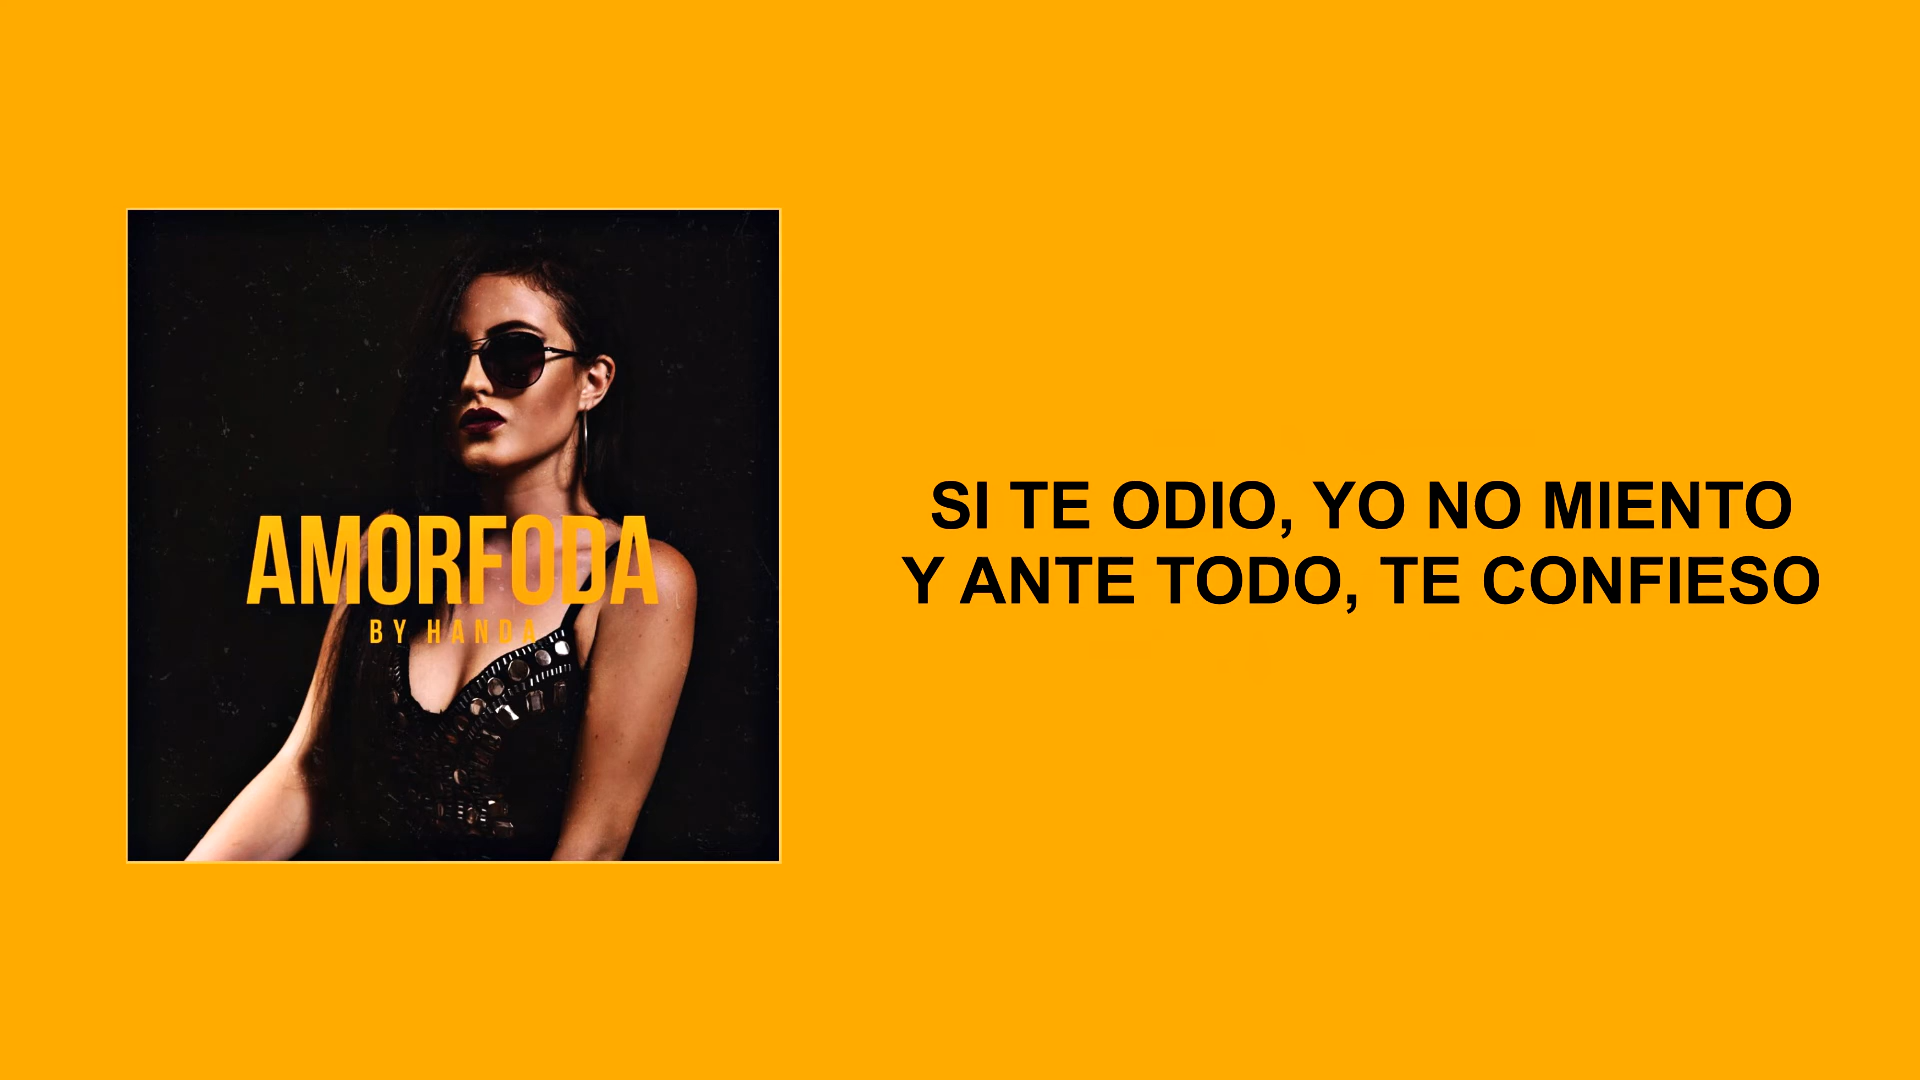 AMORFODA
BY HANDA
SI TE ODIO, YO NO MIENTO
Y ANTE TODO, TE CONFIESO